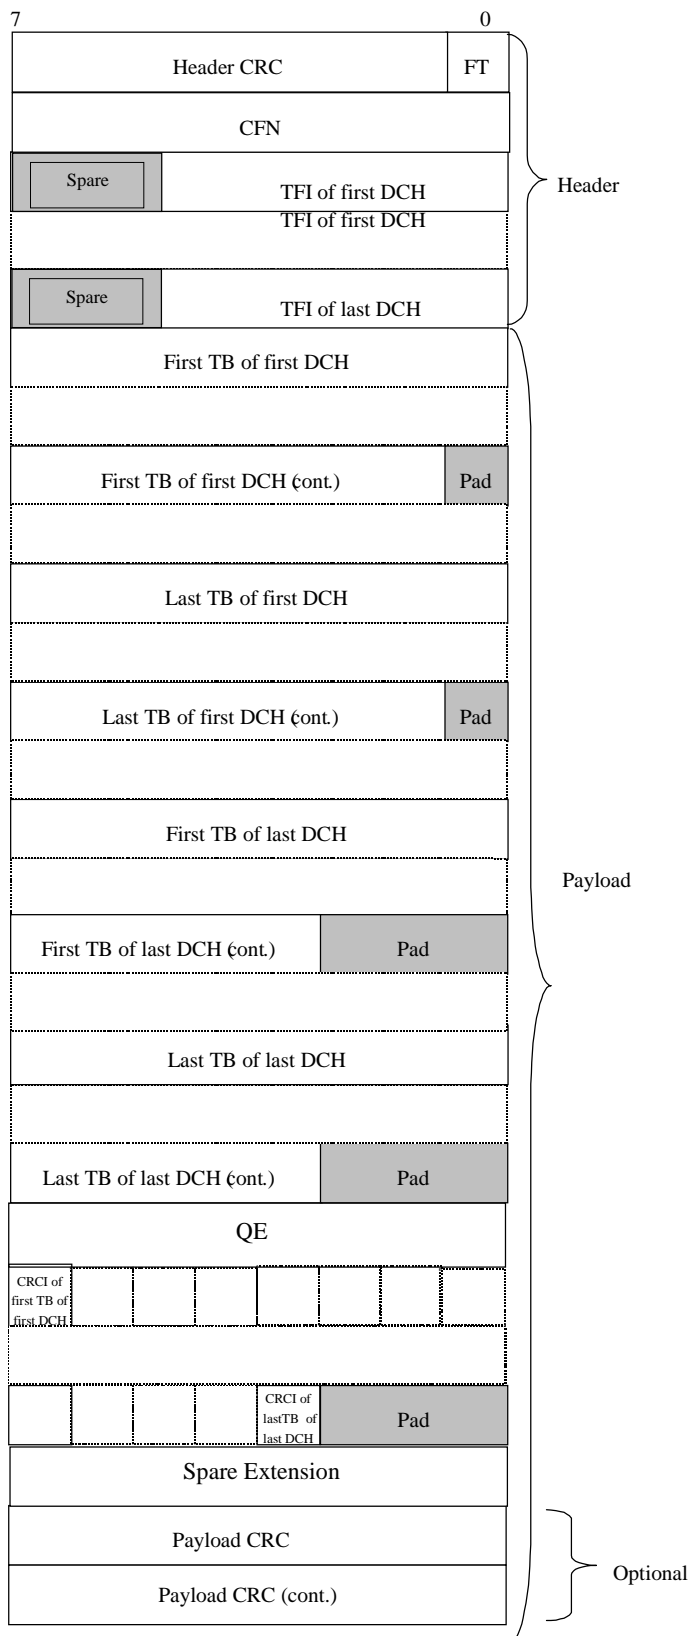 7 0
Header CRC FT
CFN
Spare
TFI of first DCH
TFI of first DCH
Header
Spare
TFI of last DCH
First TB of first DCH
First TB of first DCH (cont.) Pad
Last TB of first DCH
Last TB of first DCH (cont.) Pad
First TB of last DCH
Payload
First TB of last DCH (cont.) Pad
Last TB of last DCH
Last TB of last DCH (cont.) Pad
QE
CRCI of
first TB of
first DCH
CRCI of
lastTB of
last DCH
Pad
Spare Extension
Payload CRC
Optional
Payload CRC (cont.)